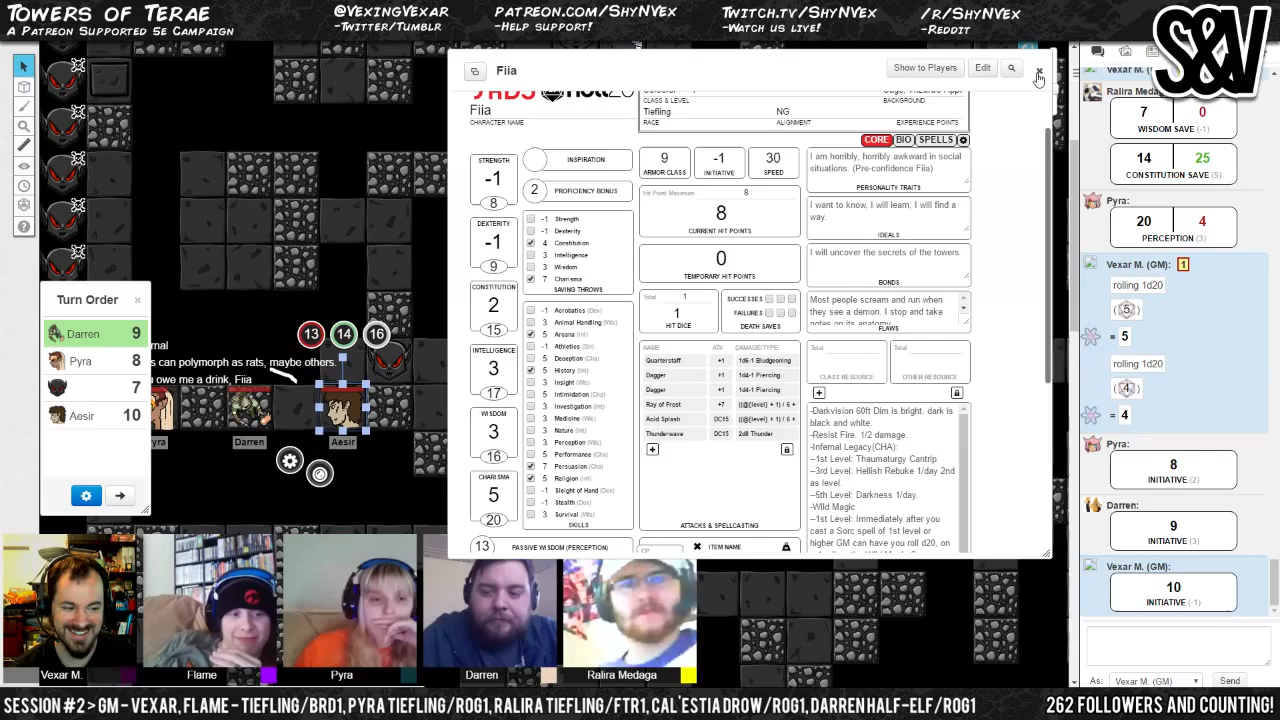 Towers of Terae
A Patreon Supported 5e Campaign
@VexingVexar
-Twitter/Tumblr
patreon.com/ShyNVex
-Help support!
Twitch.tv/ShyNVex
-Watch us live!
/r/ShyNVex
-Reddit
S&V
Fiia
Show to Players
Edit
Fiia
CHARACTER NAME
CLASS & LEVEL
BACKGROUND
Tiefling
NG
RACE
ALIGNMENT
EXPERIENCE POINTS
CORE
BIO
SPELLS
STRENGTH
-1
8
DEXTERITY
-1
9
CONSTITUTION
2
15
INTELLIGENCE
3
17
WISDOM
3
16
CHARISMA
5
20
INSPIRATION
2
PROFICIENCY BONUS
-1 Strength
-1 Dexterity
4 Constitution
3 Intelligence
3 Wisdom
7 Charisma
SAVING THROWS
-1 Acrobatics (Dex)
3 Animal Handling (Wis)
5 Arcana (Int)
-1 Athletics (Str)
5 Deception (Cha)
5 History (Int)
3 Insight (Wis)
5 Intimidation (Cha)
3 Investigation (Int)
3 Medicine (Wis)
3 Nature (Int)
3 Perception (Wis)
5 Performance (Cha)
7 Persuasion (Cha)
5 Religion (Int)
-1 Sleight of Hand (Dex)
-1 Stealth (Dex)
3 Survival (Wis)
SKILLS
13
PASSIVE WISDOM (PERCEPTION)
9
ARMOR CLASS
-1
INITIATIVE
30
SPEED
Hit Point Maximum
8
8
CURRENT HIT POINTS
0
TEMPORARY HIT POINTS
Total
1
1
HIT DICE
SUCCESSES
FAILURES
DEATH SAVES
NAME
ATK
DAMAGE/TYPE
Quarterstaff +1 1d6-1 Bludgeoning
Dagger +1 1d4-1 Piercing
Dagger +1 1d4-1 Piercing
Ray of Frost +7 ((@{level} + 1) / 6 +
Acid Splash DC15 ((@{level} + 1) / 6 +
Thunderwave DC15 2d8 Thunder
ATTACKS & SPELLCASTING
CP
ITEM NAME
I am horribly, horribly awkward in social
situations. (Pre-confidence Fiia)
PERSONALITY TRAITS
I want to know, I will learn, I will find a
way.
IDEALS
I will uncover the secrets of the towers.
BONDS
Most people scream and run when
they see a demon. I stop and take
notes on its anatomy.
FLAWS
Total
CLASS RESOURCE
Total
OTHER RESOURCE
-Darkvision 60ft Dim is bright, dark is
black and white.
-Resist Fire. 1/2 damage.
-Infernal Legacy(CHA):
--1st Level: Thaumaturgy Cantrip
--3rd Level: Hellish Rebuke 1/day 2nd
as level.
--5th Level: Darkness 1/day.
-Wild Magic
--1st Level: Immediately after you
cast a Sorc spell of 1st level or
higher GM can have you roll d20, on
Turn Order
Darren 9
Pyra 8
7
Aesir 10
13
14
16
s can polymorph as rats, maybe others.
owe me a drink, Fiia
Darren
Aesir
Vexar M. (GM):
Ralira Medaga
7
0
WISDOM SAVE (-1)
14
25
CONSTITUTION SAVE (5)
Pyra:
20
4
PERCEPTION (3)
Vexar M. (GM): 1
rolling 1d20
(5)
= 5
rolling 1d20
(4)
= 4
Pyra:
8
INITIATIVE (2)
Darren:
9
INITIATIVE (3)
Vexar M. (GM):
10
INITIATIVE (-1)
As:
Vexar M. (GM)
Send
Vexar M.
Flame
Pyra
Darren
Ralira Medaga
Session #2 > GM - Vexar, Flame - Tiefling/Brd1, Pyra Tiefling/Rog1, Ralira Tiefling/Ftr1, Cal'Estia Drow/Rog1, Darren Half-Elf/Rog1
262 Followers and counting!